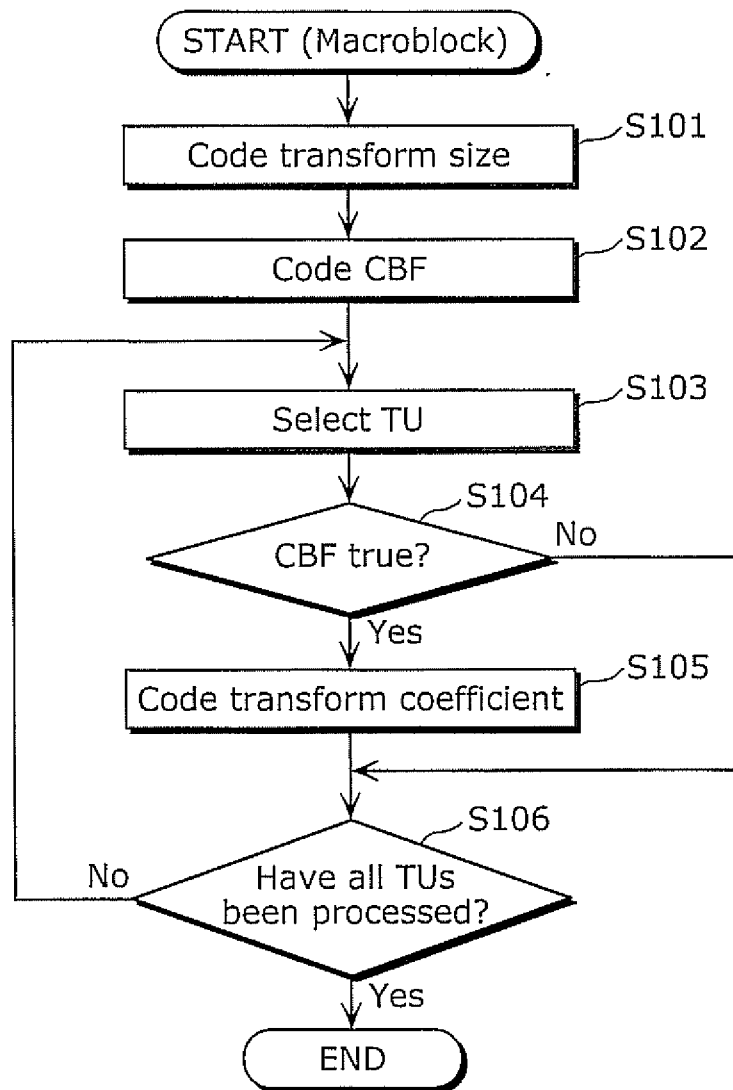 START (Macroblock)
S101
Code transform size
S102
Code CBF
S103
Select TU
S104
CBF true?
No
Yes
S105
Code transform coefficient
S106
No
Have all TUs
been processed?
Yes
END